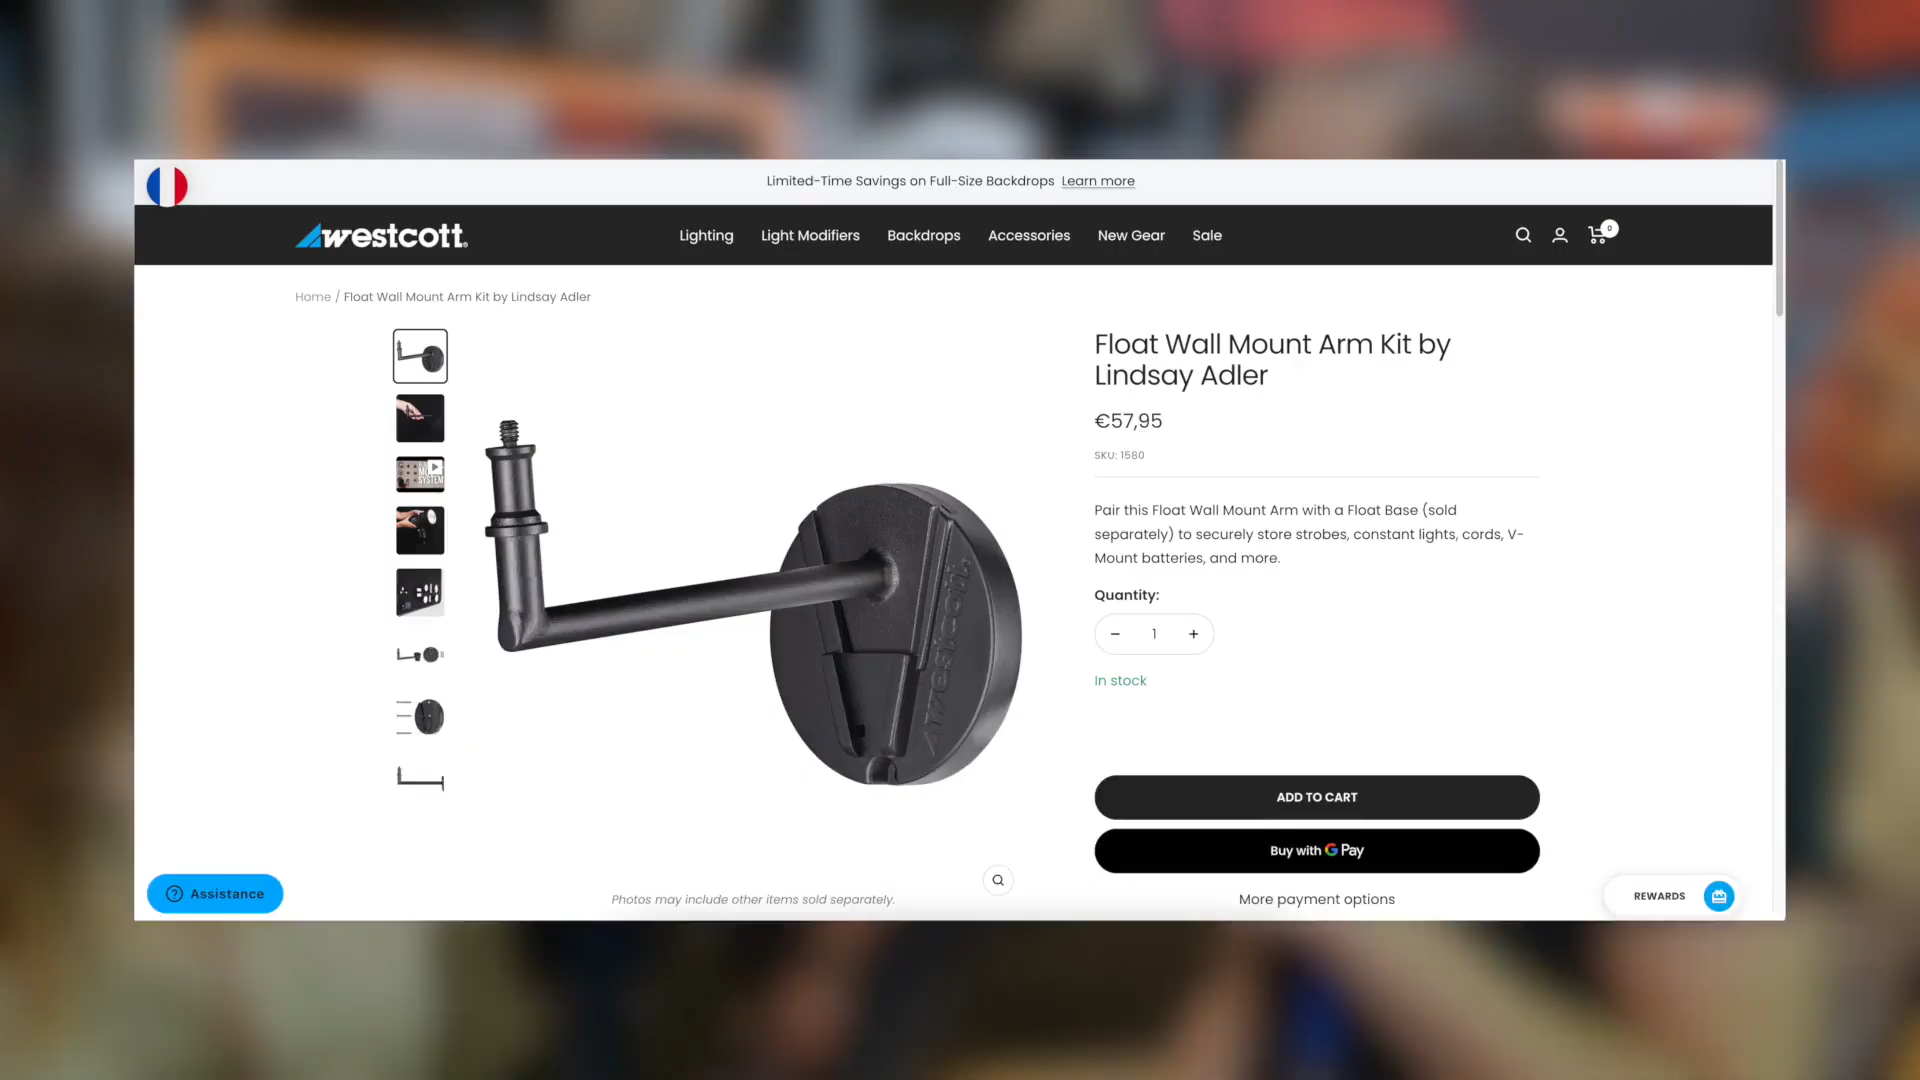 Limited-Time Savings on Full-Size Backdrops Learn more
westcott
Lighting
Light Modifiers
Backdrops
Accessories
New Gear
Sale
0
Home / Float Wall Mount Arm Kit by Lindsay Adler
Float Wall Mount Arm Kit by
Lindsay Adler
€57,95
SKU: 1580
Pair this Float Wall Mount Arm with a Float Base (sold
separately) to securely store strobes, constant lights, cords, V-
Mount batteries, and more.
Quantity:
− 1 +
In stock
westcott
ADD TO CART
Buy with G Pay
More payment options
Photos may include other items sold separately.
Assistance
REWARDS